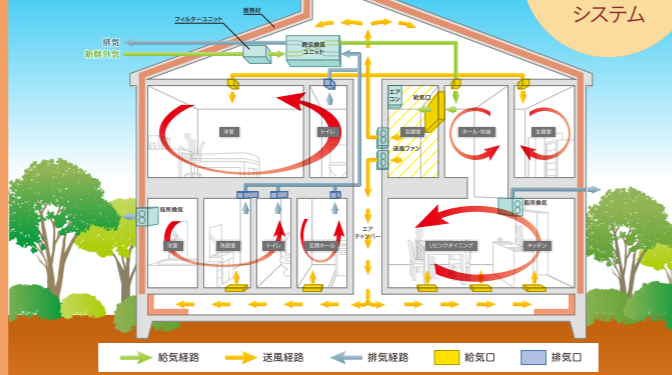 システム
断熱材
フィルターユニット
排気
新鮮外気
熱交換気
ユニット
エア
コン
給気口
洋室
トイレ
空調室
ホール・階段
主寝室
送風ファン
局所換気
局所換気
浴室
洗面室
トイレ
玄関ホール
エア
チャンバー
リビングダイニング
キッチン
給気経路
送風経路
排気経路
給気口
排気口